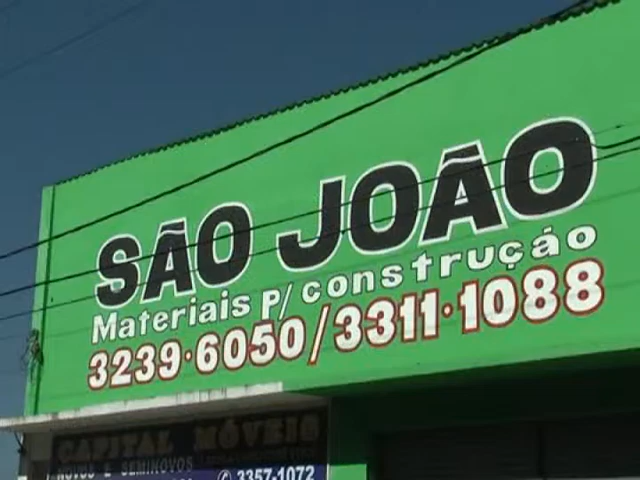 SÃO JOÃO
Materiais p/ construção
3239·6050/3311·1088
CAPITAL MÓVEIS
NOVOS E SEMINOVOS
3357-1072